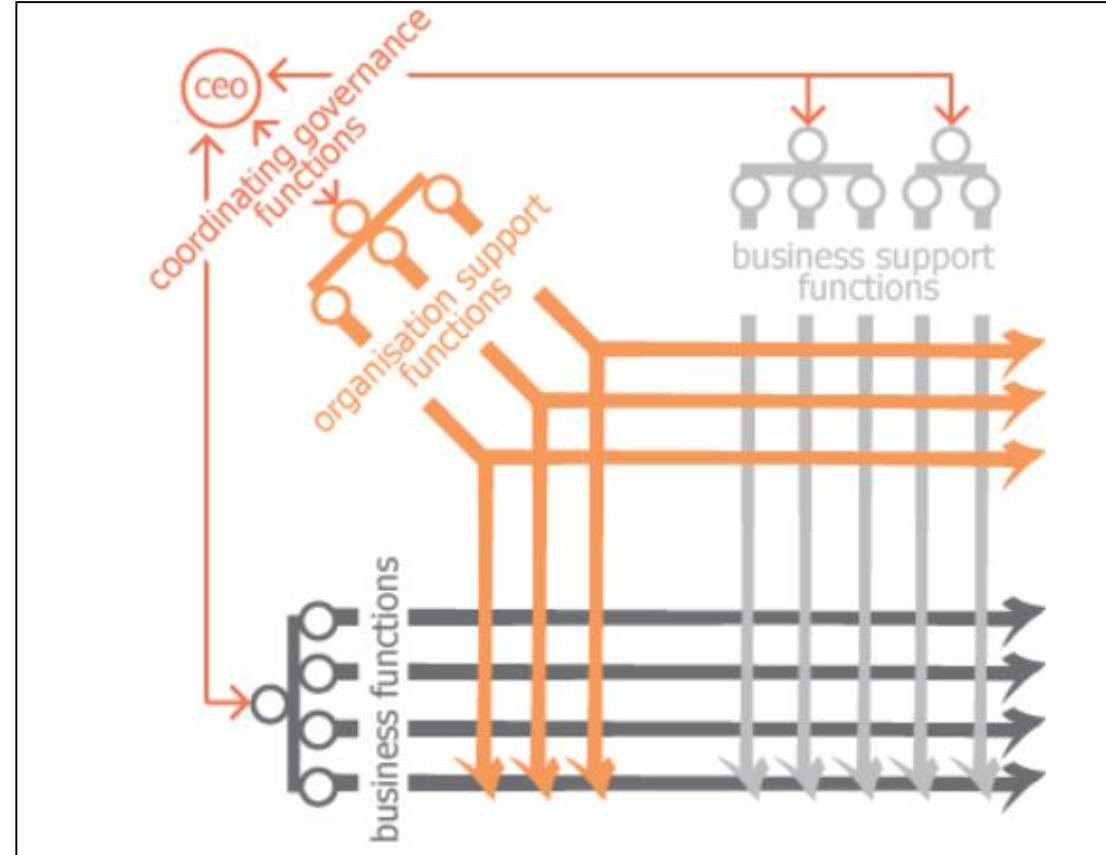 ceo
coordinating governance
functions
organisation support
functions
business support
functions
business functions